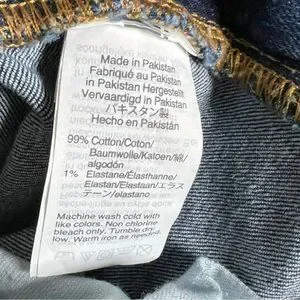 Made in Pakistan
Fabriqué au Pakistan
in Pakistan Hergestellt
Vervaardigd in Pakistan
パキスタン製
Hecho en Pakistán
99% Cotton/Coton/
Baumwolle/Katoen/綿/
algodón
1% Elastane/Élasthanne/
Elastan/Elastaan/エラス
テーン/elastano
Machine wash cold with
like colors. Non chlorine
bleach only. Tumble dry
low. Warm iron as needed.